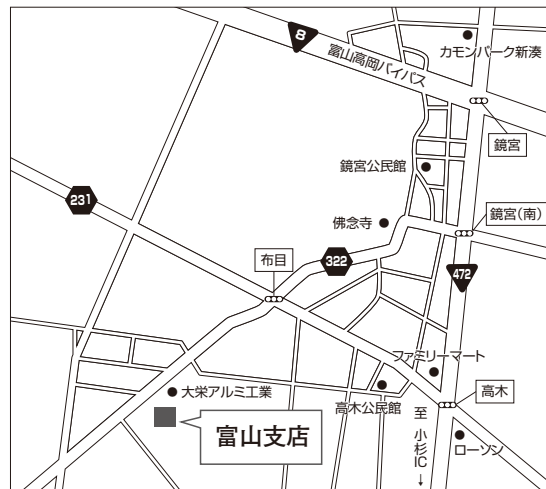 8
カモンパーク新湊
富山高岡バイパス
鏡宮
鏡宮公民館
231
佛念寺
鏡宮(南)
布目
322
472
ファミリーマート
大栄アルミ工業
高木公民館
高木
富山支店
至 小杉IC ↓
ローソン